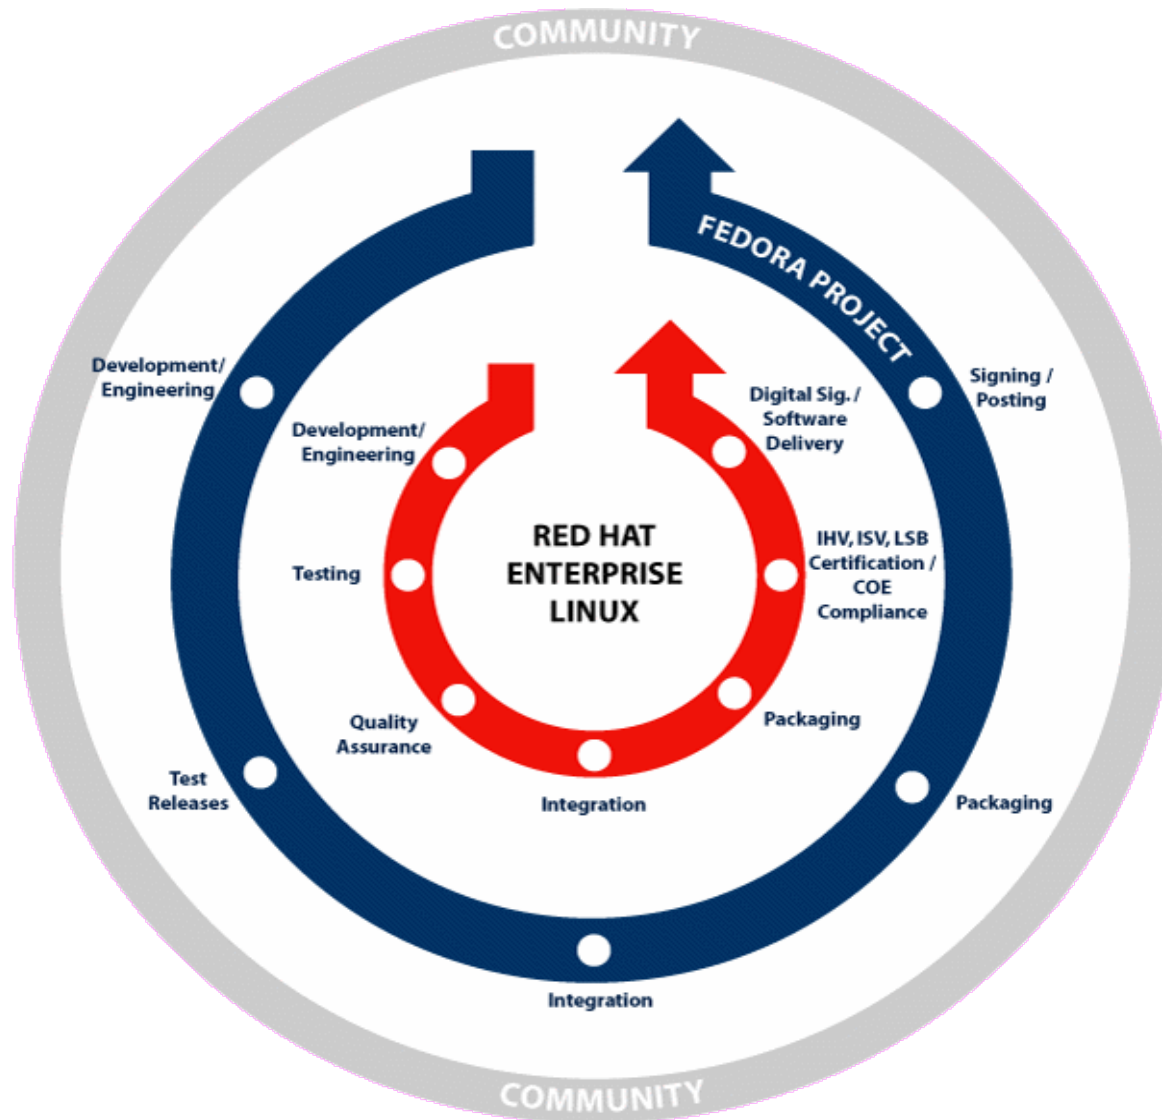 COMMUNITY
FEDORA PROJECT
Development/
Engineering
Signing /
Posting
Development/
Engineering
Digital Sig. /
Software
Delivery
RED HAT
ENTERPRISE
LINUX
Testing
IHV, ISV, LSB
Certification /
COE
Compliance
Quality
Assurance
Packaging
Integration
Test
Releases
Packaging
Integration
COMMUNITY